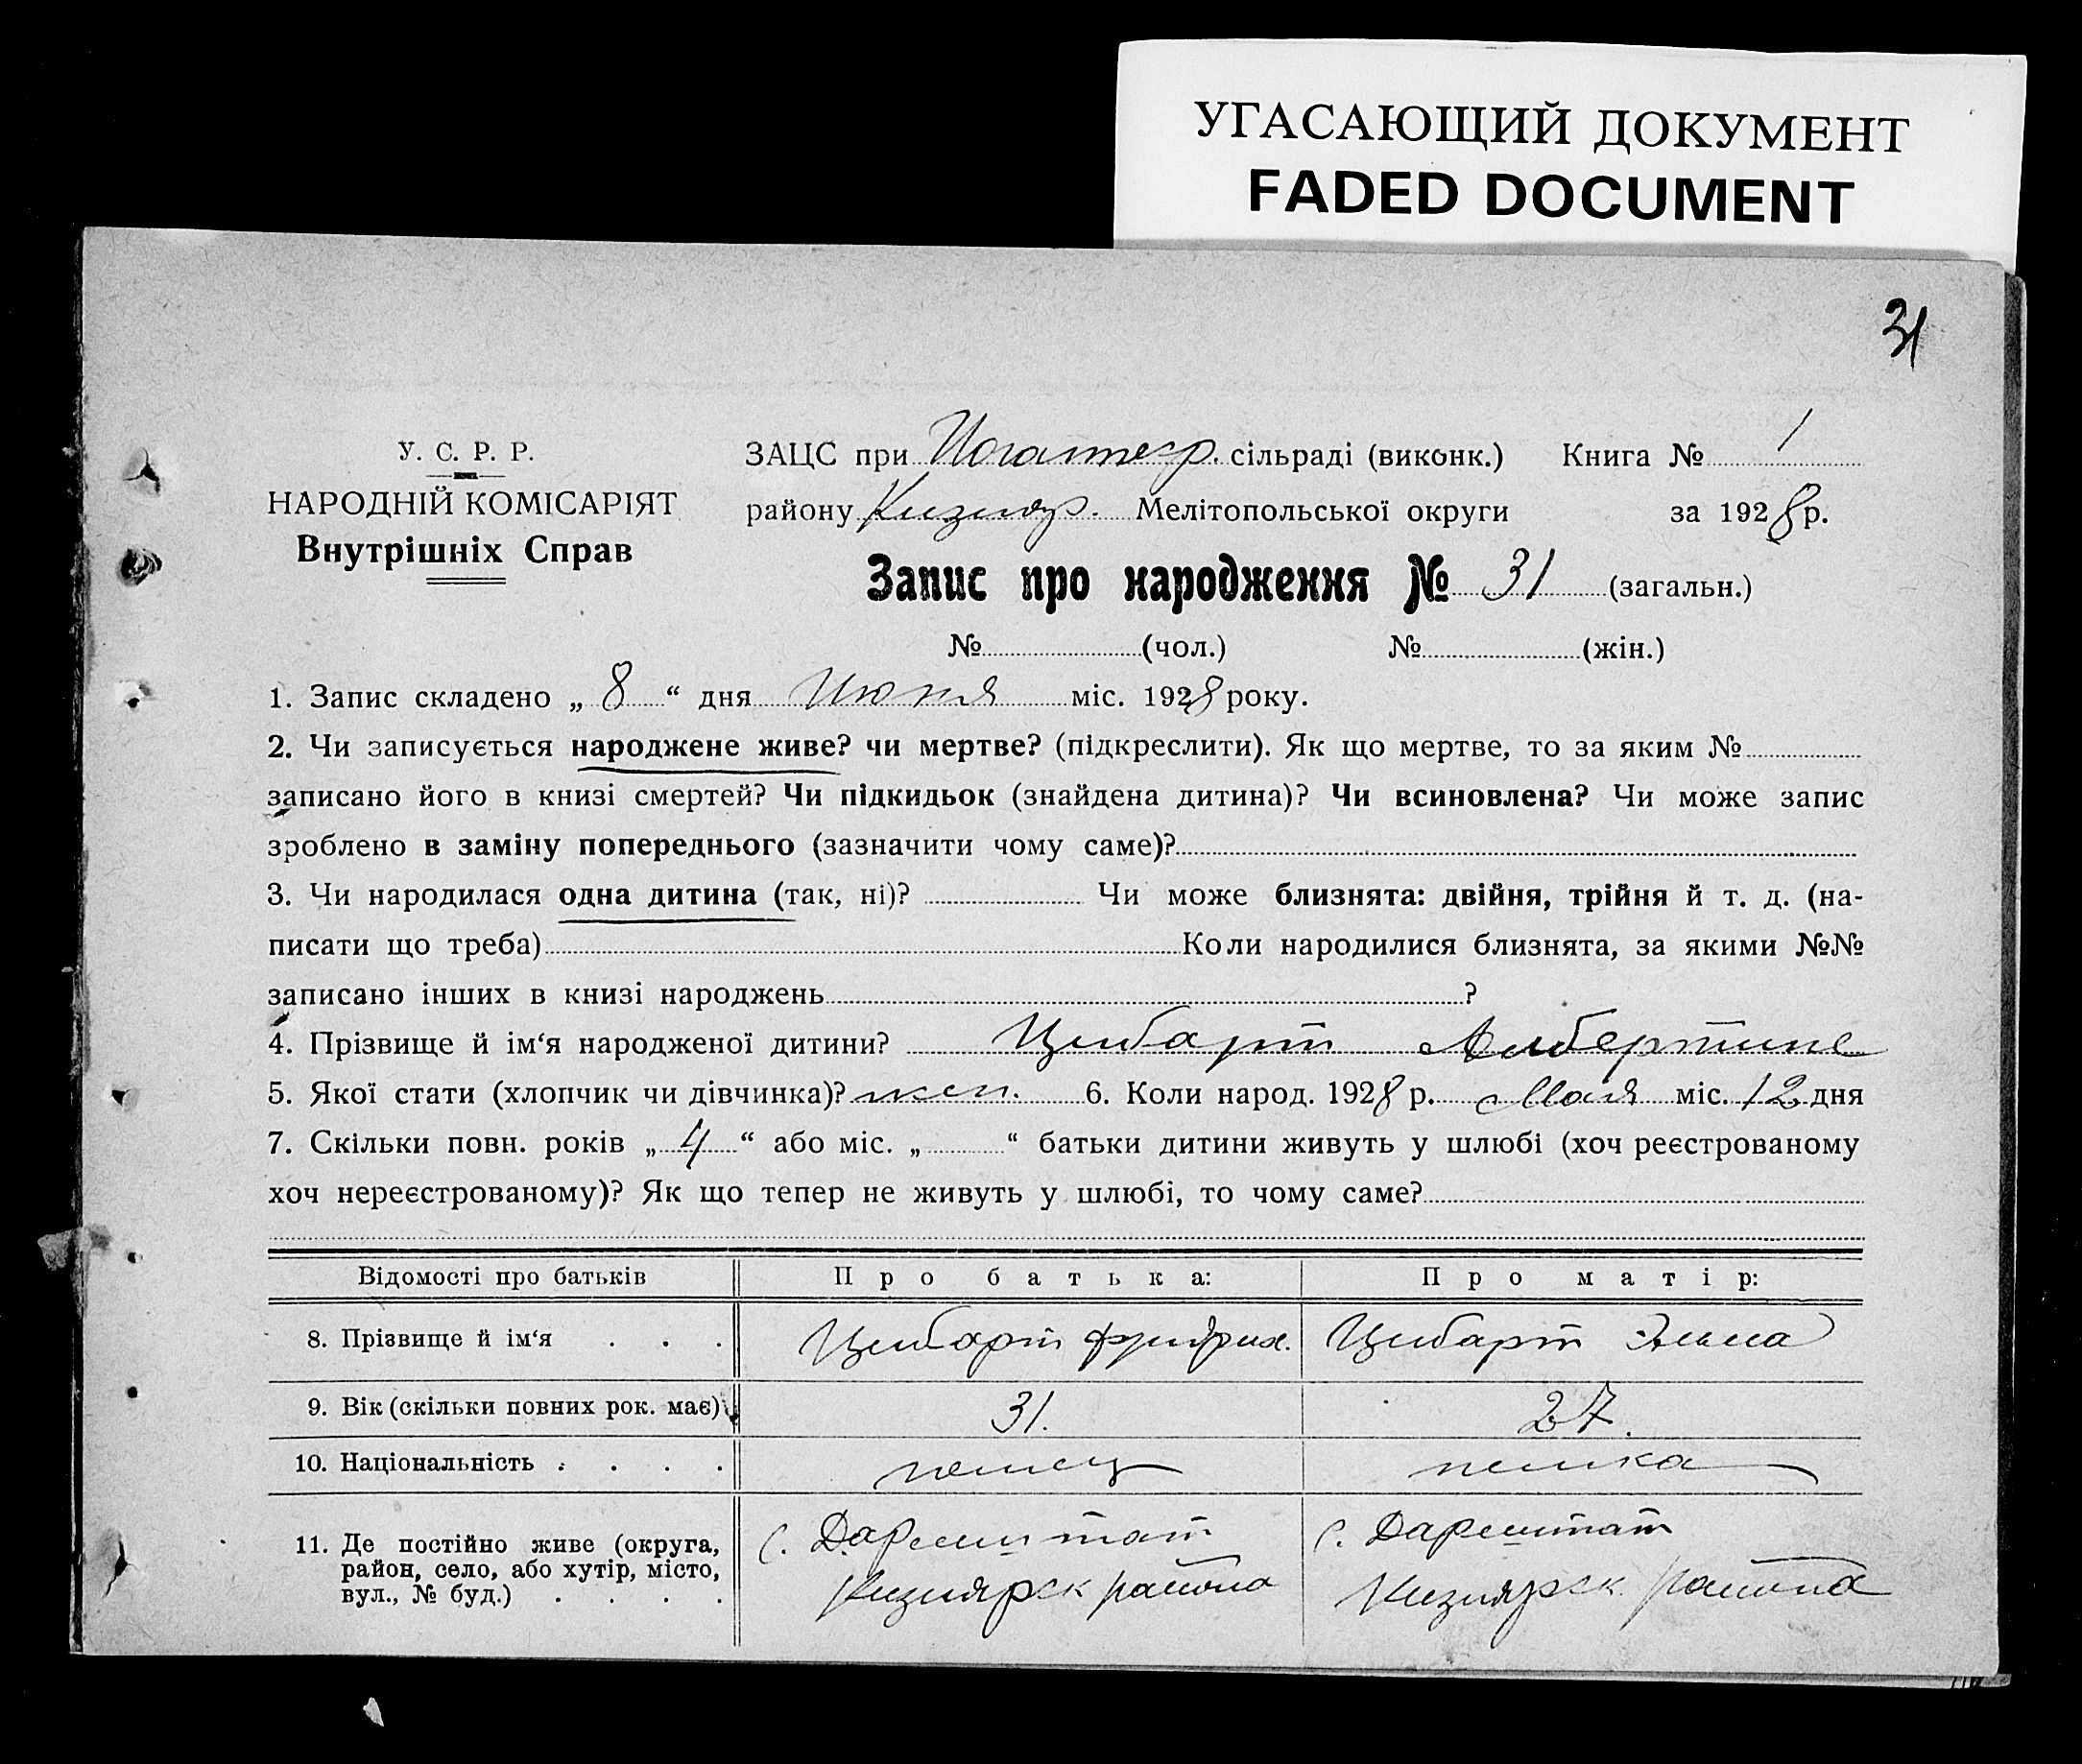 УГАСАЮЩИЙ ДОКУМЕНТ
FADED DOCUMENT
31
У. С. Р. Р.
НАРОДНІЙ КОМІСАРІЯТ
Внутрішніх Справ
ЗАЦС при сільраді (виконк.) Книга № 1
району Кизияр. Мелітопольської округи за 1928 р.
Запис про народження № 31 (загальн.)
№ (чол.) № (жін.)
1. Запис складено „ 8 “ дня міс. 1928 року.
2. Чи записується народжене живе? чи мертве? (підкреслити). Як що мертве, то за яким №
записано його в книзі смертей? Чи підкидьок (знайдена дитина)? Чи всиновлена? Чи може запис
зроблено в заміну попереднього (зазначити чому саме)?
3. Чи народилася одна дитина (так, ні)? Чи може близнята: двійня, трійня й т. д. (на-
писати що треба) Коли народилися близнята, за якими №№
записано інших в книзі народжень ?
4. Прізвище й ім‘я народженої дитини? Цибарт Албертине
5. Якої стати (хлопчик чи дівчинка)? жен. 6. Коли народ. 1928 р. Мая міс. 12 дня
7. Скільки повн. років „ 4 “ або міс. „ “ батьки дитини живуть у шлюбі (хоч реєстрованому
хоч нереєстрованому)? Як що тепер не живуть у шлюбі, то чому саме?
Відомості про батьків Про батька: Про матір:
8. Прізвище й ім‘я . . . Цибарт Фридрих. Цибарт Эмма
9. Вік (скільки повних рок. має) 31. 27.
10. Національність . . . . немец немка
11. Де постійно живе (округа, район, село, або хутір, місто, вул., № буд.) . . . .
с. Дармштат с. Дармштат
Кизиярск района Кизиярск. района